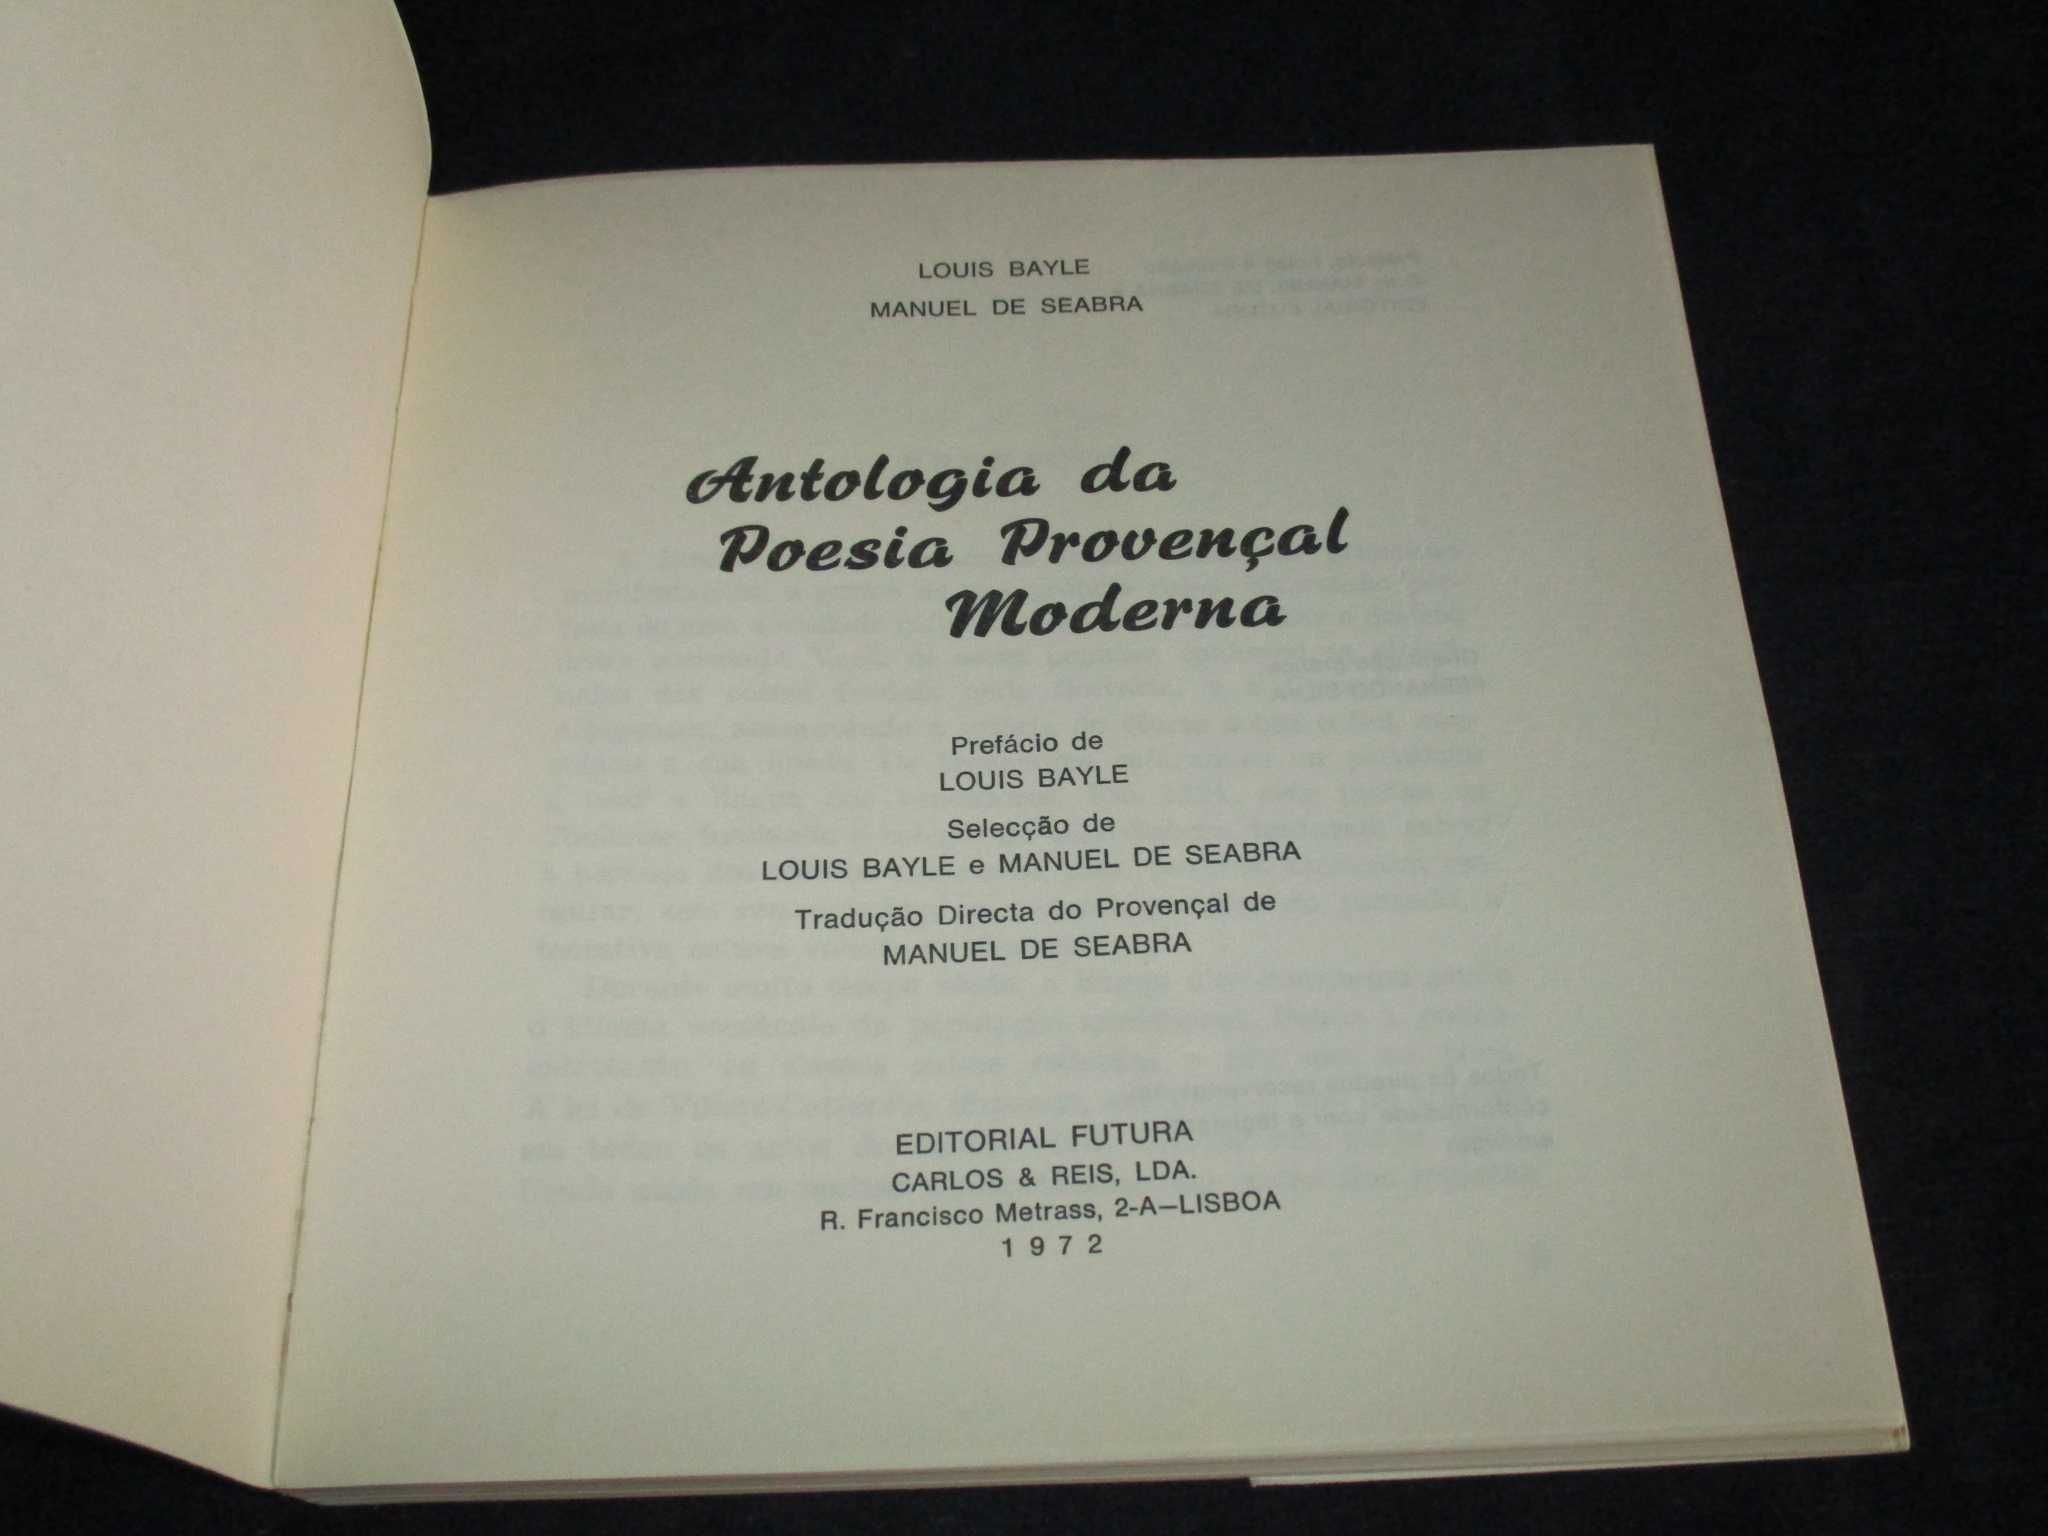 LOUIS BAYLE
MANUEL DE SEABRA
Antologia da
Poesia Provençal
Moderna
Prefácio de
LOUIS BAYLE
Selecção de
LOUIS BAYLE e MANUEL DE SEABRA
Tradução Directa do Provençal de
MANUEL DE SEABRA
EDITORIAL FUTURA
CARLOS & REIS, LDA.
R. Francisco Metrass, 2-A—LISBOA
1972